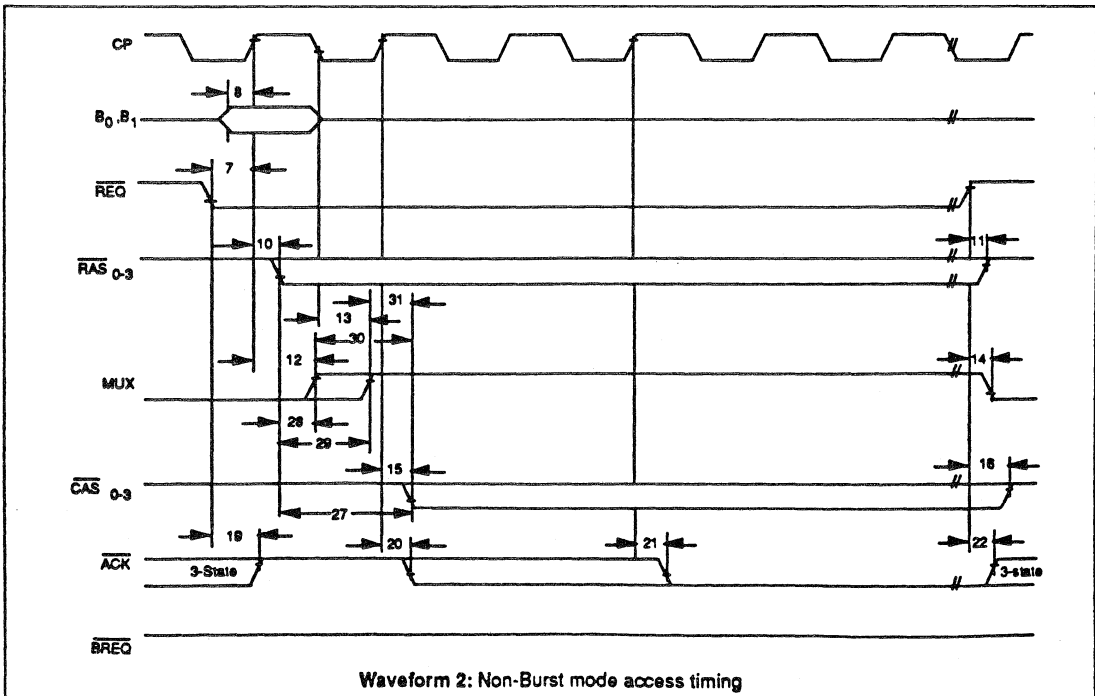 CP
8
B0,B1
7
REQ
10
11
RAS 0-3
31
13
30
12
14
MUX
28
29
15
16
CAS 0-3
27
19
20
21
22
ACK
3-State
3-state
BREQ
Waveform 2: Non-Burst mode access timing